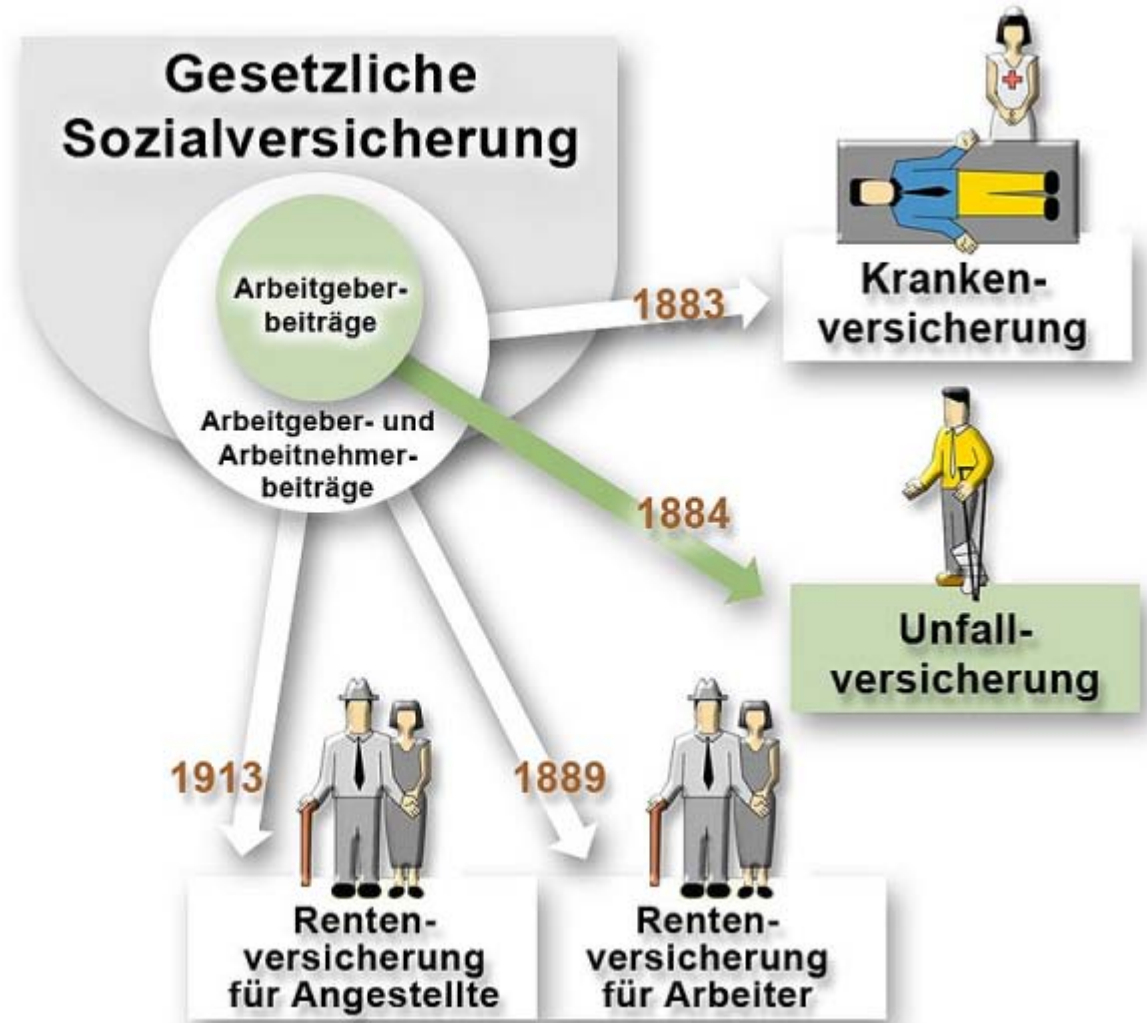 Gesetzliche
Sozialversicherung
Arbeitgeber-
beiträge
Arbeitgeber- und
Arbeitnehmer-
beiträge
1883
Kranken-
versicherung
1884
Unfall-
versicherung
1913
1889
Renten-
versicherung
für Angestellte
Renten-
versicherung
für Arbeiter